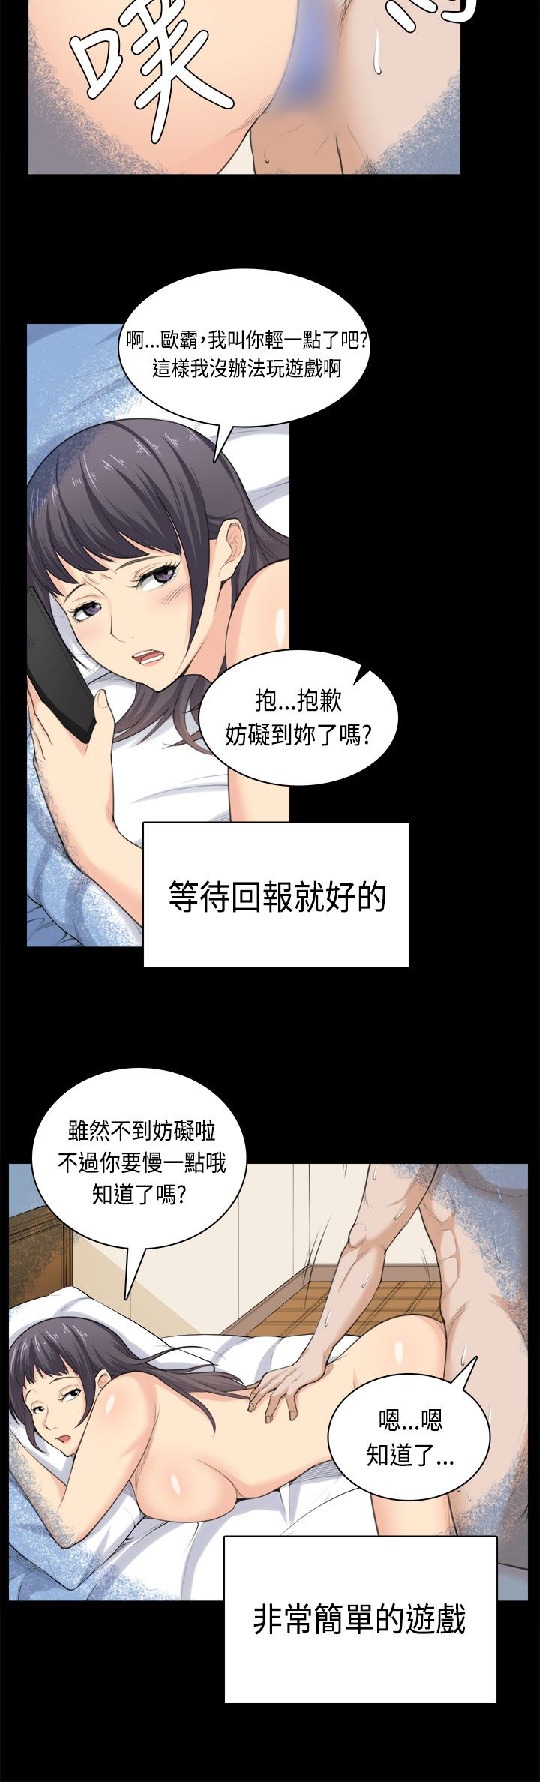 噗
啊...歐霸，我叫你輕一點了吧?
這樣我沒辦法玩遊戲啊
抱...抱歉
妨礙到妳了嗎?
等待回報就好的
雖然不到妨礙啦
不過你要慢一點哦
知道了嗎?
嗯...嗯
知道了...
非常簡單的遊戲